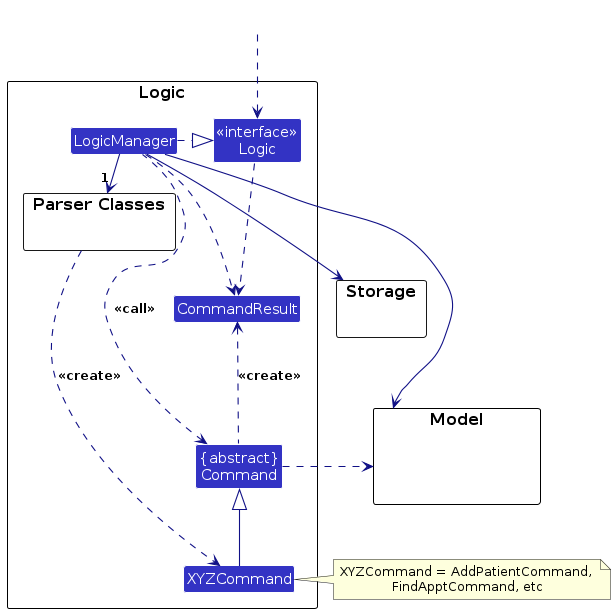 Logic
«interface»
Logic
LogicManager
1
Parser Classes
Storage
«call»
CommandResult
«create»
«create»
Model
{abstract}
Command
XYZCommand
XYZCommand = AddPatientCommand,
FindApptCommand, etc